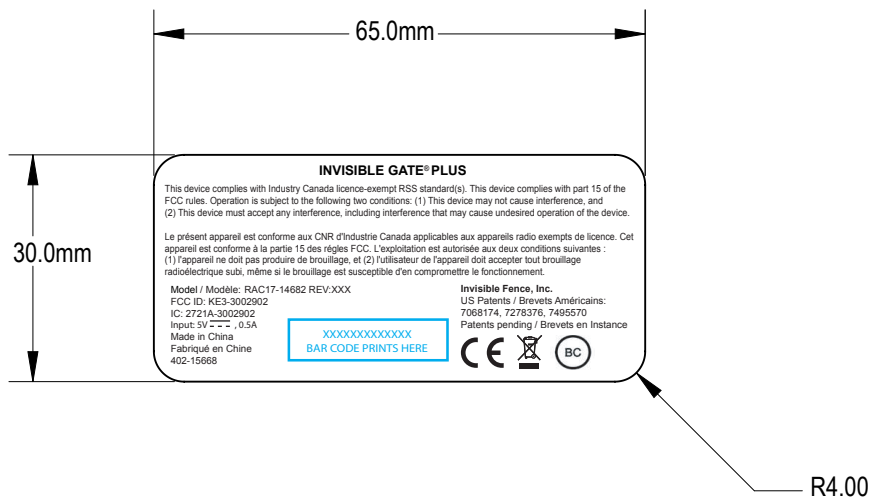 65.0mm
30.0mm
INVISIBLE GATE® PLUS
This device complies with Industry Canada licence-exempt RSS standard(s). This device complies with part 15 of the
FCC rules. Operation is subject to the following two conditions: (1) This device may not cause interference, and
(2) This device must accept any interference, including interference that may cause undesired operation of the device.
Le présent appareil est conforme aux CNR d'Industrie Canada applicables aux appareils radio exempts de licence. Cet
appareil est conforme à la partie 15 des régles FCC. L'exploitation est autorisée aux deux conditions suivantes :
(1) l'appareil ne doit pas produire de brouillage, et (2) l'utilisateur de l'appareil doit accepter tout brouillage
radioélectrique subi, même si le brouillage est susceptible d'en compromettre le fonctionnement.
Model / Modèle: RAC17-14682 REV:XXX
FCC ID: KE3-3002902
IC: 2721A-3002902
Input: 5V , 0.5A
Made in China
Fabriqué en Chine
402-15668
XXXXXXXXXXXXX
BAR CODE PRINTS HERE
Invisible Fence, Inc.
US Patents / Brevets Américains:
7068174, 7278376, 7495570
Patents pending / Brevets en Instance
CE
BC
R4.00